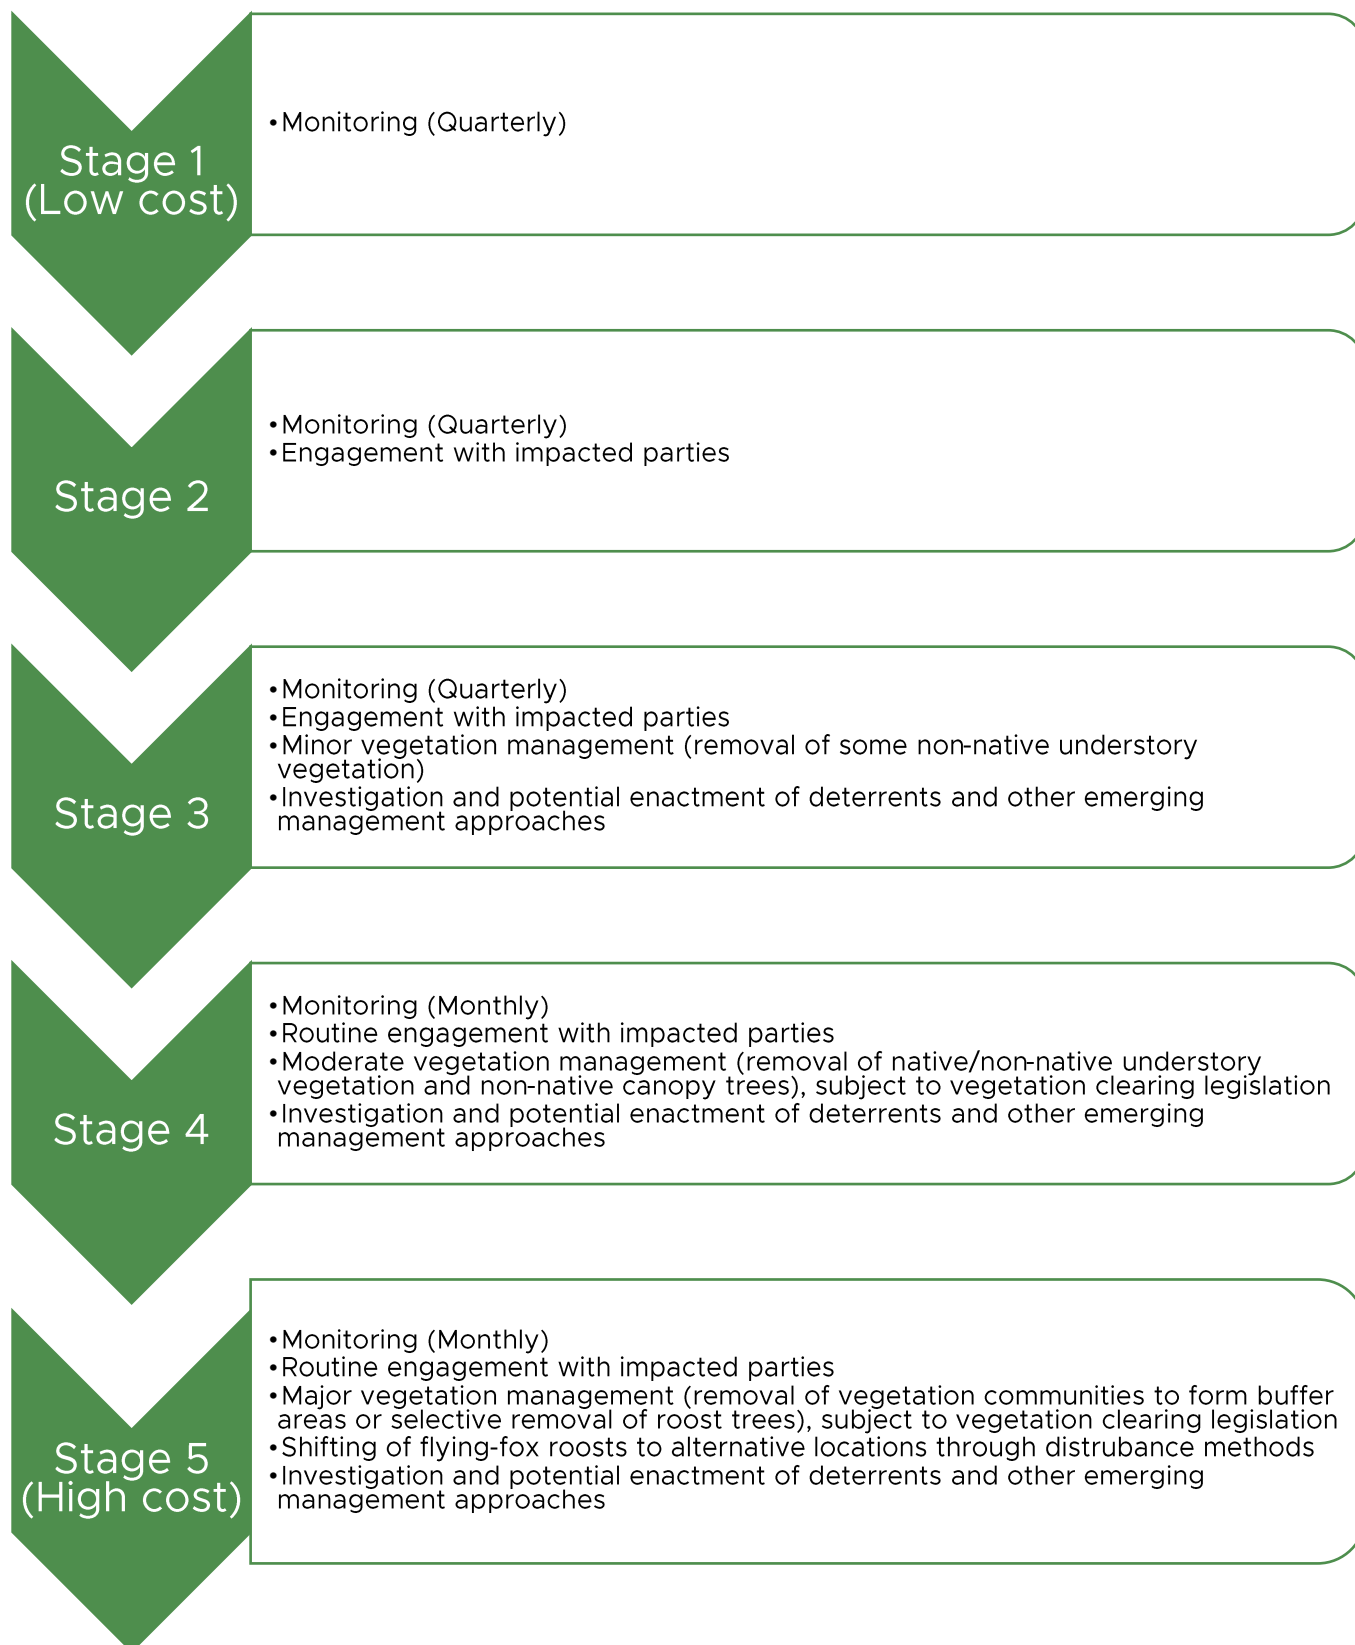 Stage 1
(Low cost)
•Monitoring (Quarterly)
Stage 2
•Monitoring (Quarterly)
•Engagement with impacted parties
Stage 3
•Monitoring (Quarterly)
•Engagement with impacted parties
•Minor vegetation management (removal of some non-native understory
vegetation)
•Investigation and potential enactment of deterrents and other emerging
management approaches
Stage 4
•Monitoring (Monthly)
•Routine engagement with impacted parties
•Moderate vegetation management (removal of native/non-native understory
vegetation and non-native canopy trees), subject to vegetation clearing legislation
•Investigation and potential enactment of deterrents and other emerging
management approaches
Stage 5
(High cost)
•Monitoring (Monthly)
•Routine engagement with impacted parties
•Major vegetation management (removal of vegetation communities to form buffer
areas or selective removal of roost trees), subject to vegetation clearing legislation
•Shifting of flying-fox roosts to alternative locations through distrubance methods
•Investigation and potential enactment of deterrents and other emerging
management approaches